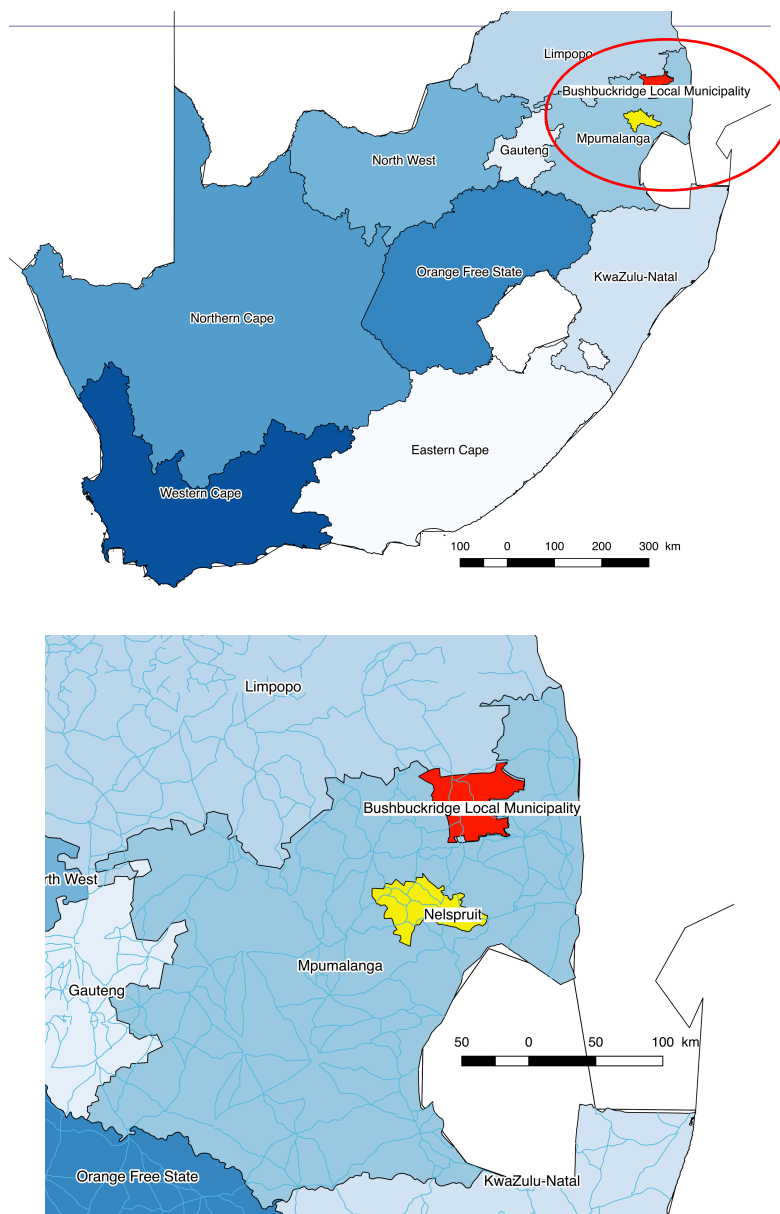 Limpopo
Bushbuckridge Local Municipality
Mpumalanga
Gauteng
North West
Orange Free State
KwaZulu-Natal
Northern Cape
Eastern Cape
Western Cape
100 0 100 200 300 km
Limpopo
Bushbuckridge Local Municipality
rth West
Nelspruit
Mpumalanga
Gauteng
50 0 50 100 km
Orange Free State
KwaZulu-Natal